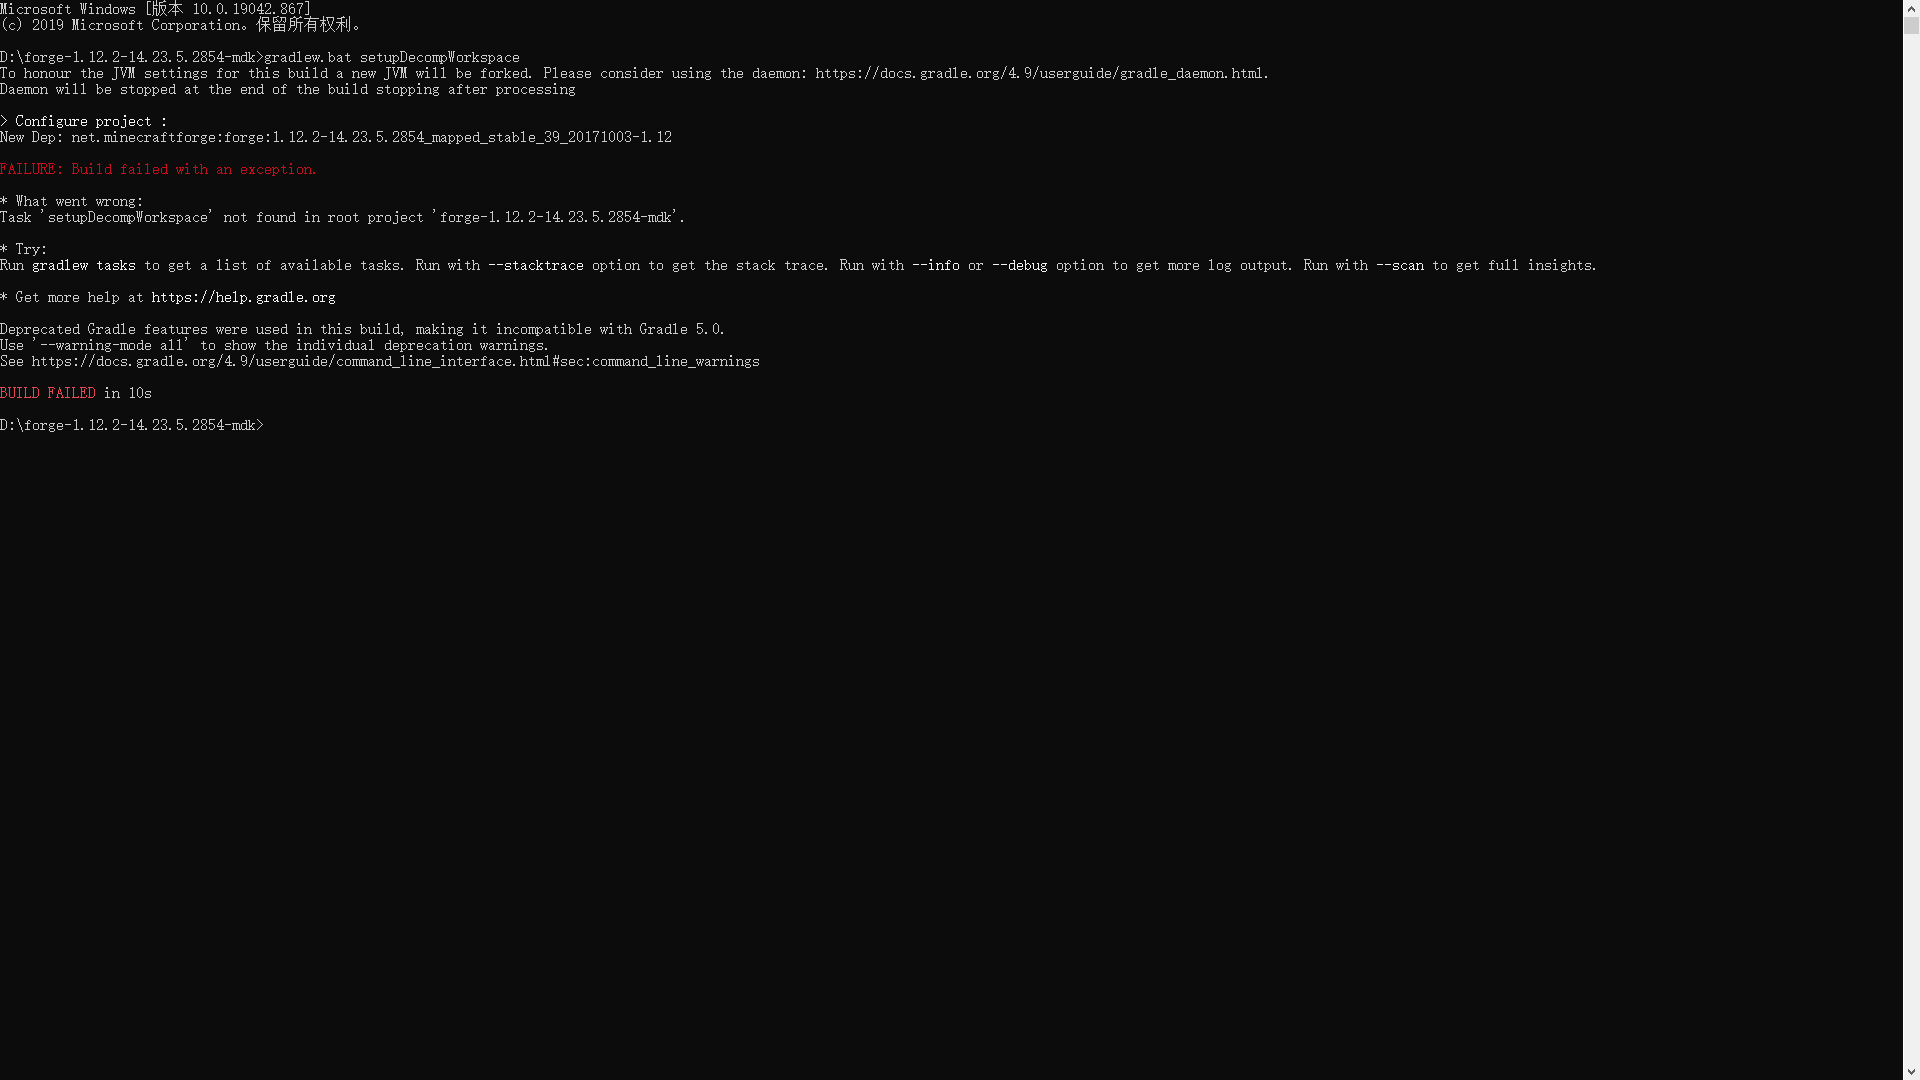 Microsoft Windows [版本 10.0.19042.867]
(c) 2019 Microsoft Corporation。保留所有权利。
D:\forge-1.12.2-14.23.5.2854-mdk>gradlew.bat setupDecompWorkspace
To honour the JVM settings for this build a new JVM will be forked. Please consider using the daemon: https://docs.gradle.org/4.9/userguide/gradle_daemon.html.
Daemon will be stopped at the end of the build stopping after processing
> Configure project :
New Dep: net.minecraftforge:forge:1.12.2-14.23.5.2854_mapped_stable_39_20171003-1.12
FAILURE: Build failed with an exception.
* What went wrong:
Task 'setupDecompWorkspace' not found in root project 'forge-1.12.2-14.23.5.2854-mdk'.
* Try:
Run gradlew tasks to get a list of available tasks. Run with --stacktrace option to get the stack trace. Run with --info or --debug option to get more log output. Run with --scan to get full insights.
* Get more help at https://help.gradle.org
Deprecated Gradle features were used in this build, making it incompatible with Gradle 5.0.
Use '--warning-mode all' to show the individual deprecation warnings.
See https://docs.gradle.org/4.9/userguide/command_line_interface.html#sec:command_line_warnings
BUILD FAILED in 10s
D:\forge-1.12.2-14.23.5.2854-mdk>